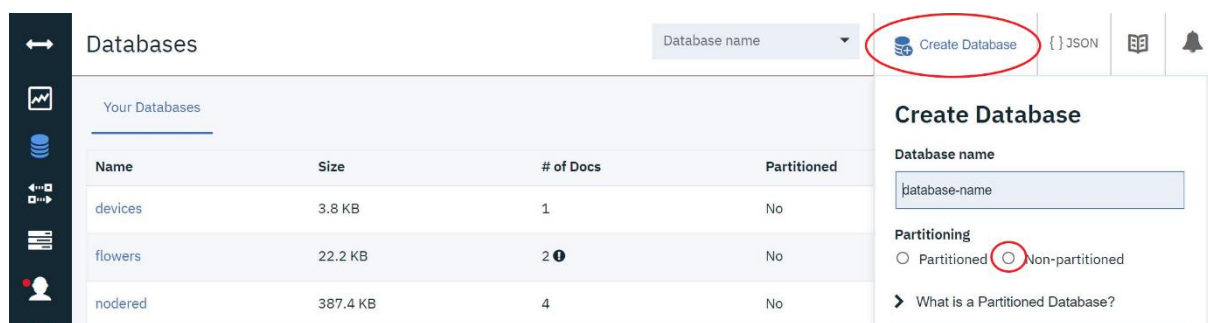 Databases
Database name
Create Database
{ } JSON
Your Databases
Name Size # of Docs Partitioned
devices 3.8 KB 1 No
flowers 22.2 KB 2 No
nodered 387.4 KB 4 No
Create Database
Database name
database-name
Partitioning
Partitioned Non-partitioned
What is a Partitioned Database?